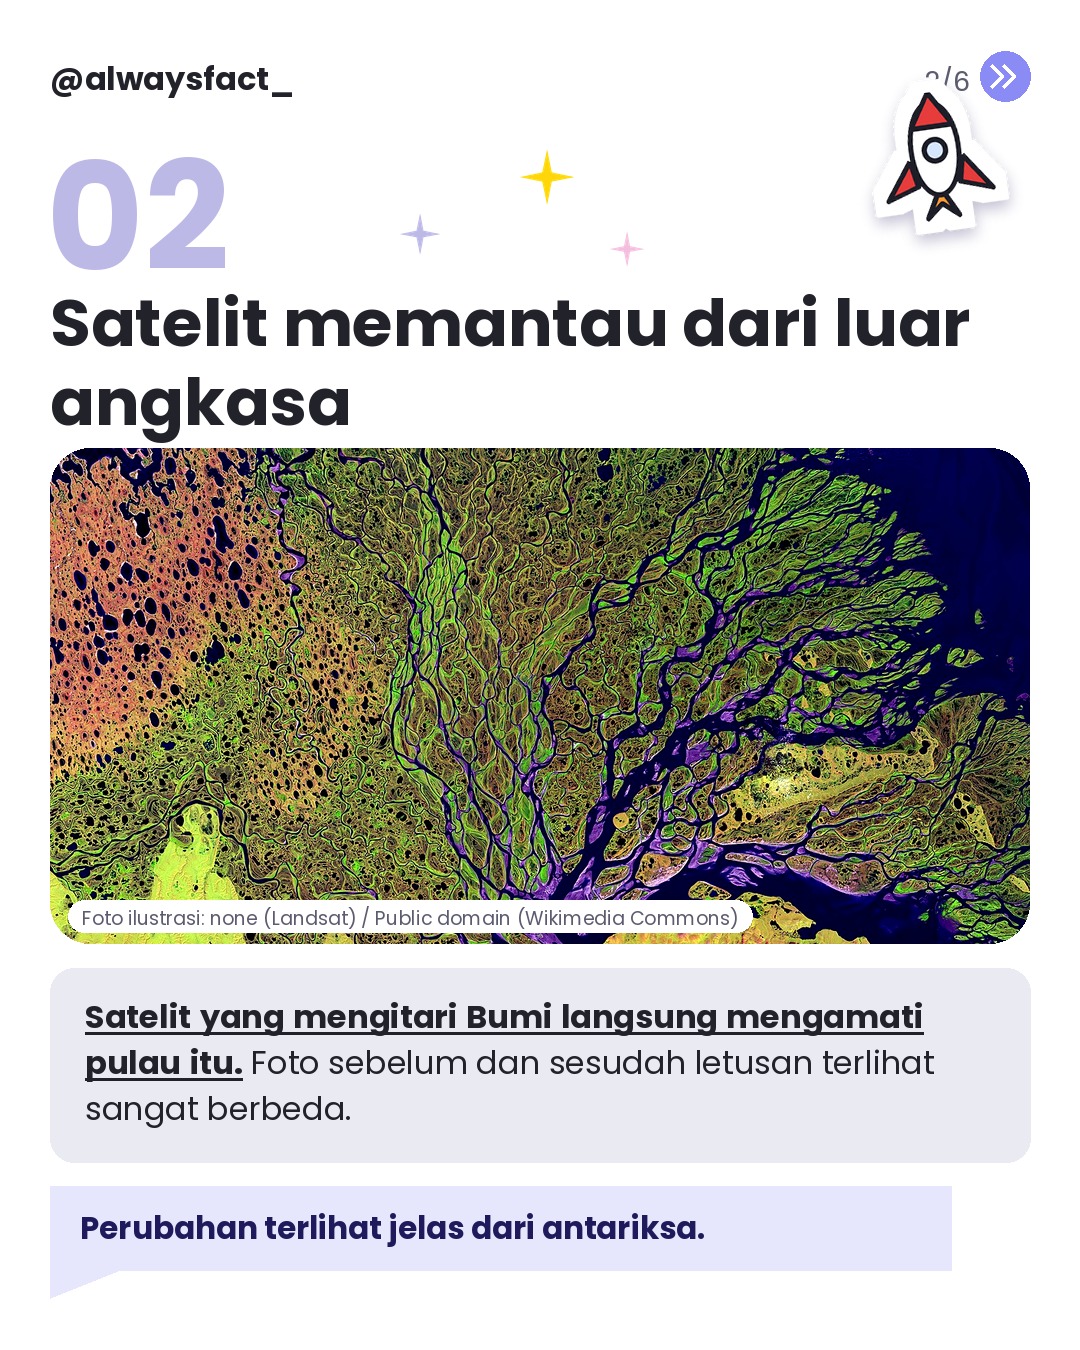 @alwaysfact_
/6
02
Satelit memantau dari luar
angkasa
Foto ilustrasi: none (Landsat) / Public domain (Wikimedia Commons)
Satelit yang mengitari Bumi langsung mengamati
pulau itu. Foto sebelum dan sesudah letusan terlihat
sangat berbeda.
Perubahan terlihat jelas dari antariksa.